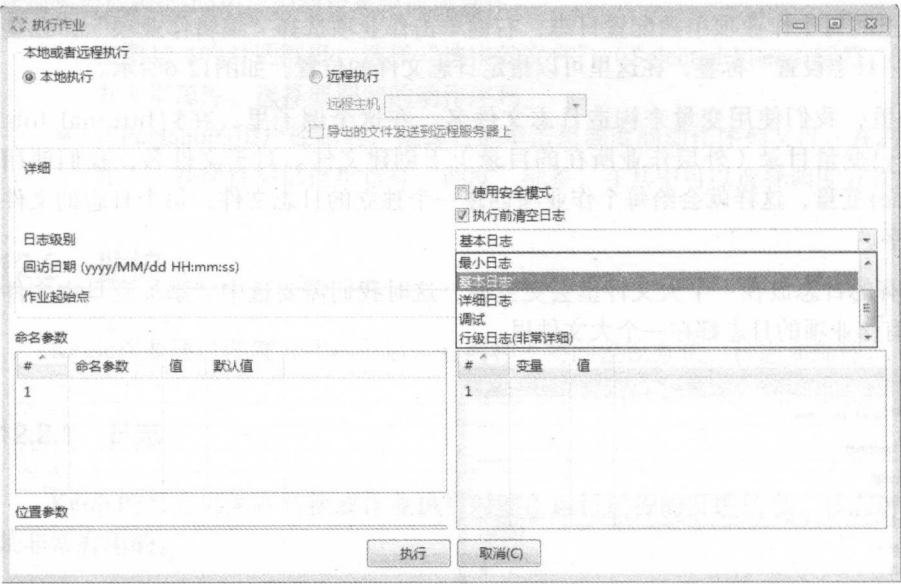 执行作业
本地或者远程执行
本地执行
远程执行
远程主机
导出的文件发送到远程服务器上
详细
使用安全模式
执行前清空日志
日志级别
基本日志
回访日期 (yyyy/MM/dd HH:mm:ss)
最小日志
基本日志
作业起始点
详细日志
调试
行级日志(非常详细)
命名参数
# 命名参数 值 默认值
1
# 变量 值
1
位置参数
执行
取消(C)